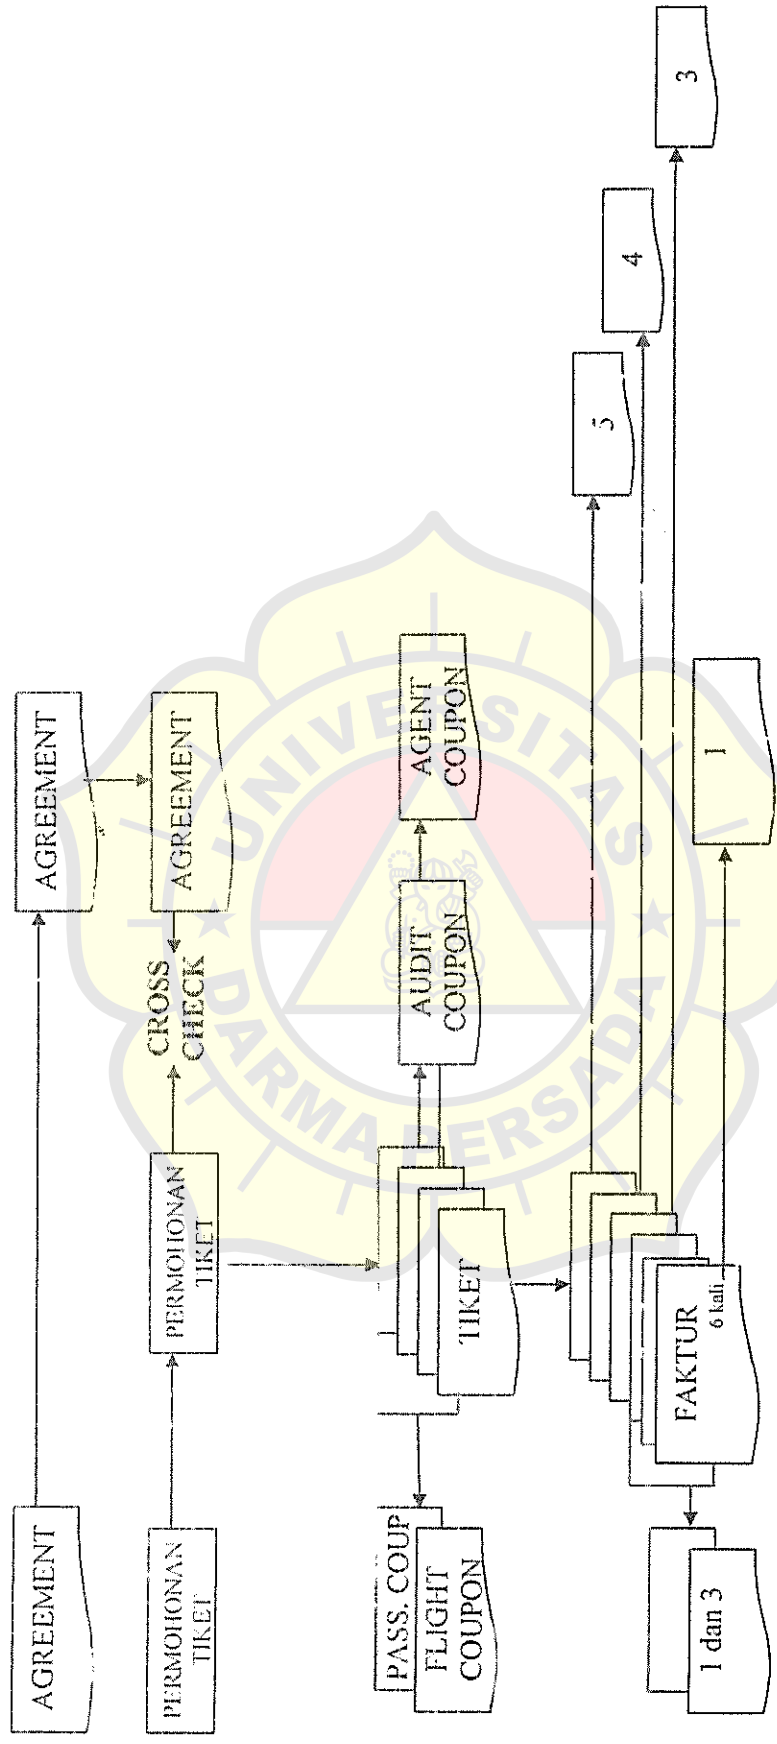 AGREEMENT
AGREEMENT
PERMOHONAN
TIKET
PERMOHONAN
TIKET
CROSS
CHECK
AGREEMENT
PASS. COUP
FLIGHT
COUPON
TIKET
AUDIT
COUPON
AGENT
COUPON
1 dan 3
FAKTUR
6 kali
1
5
4
3
UNIVERSITAS
DARMA PERSADA